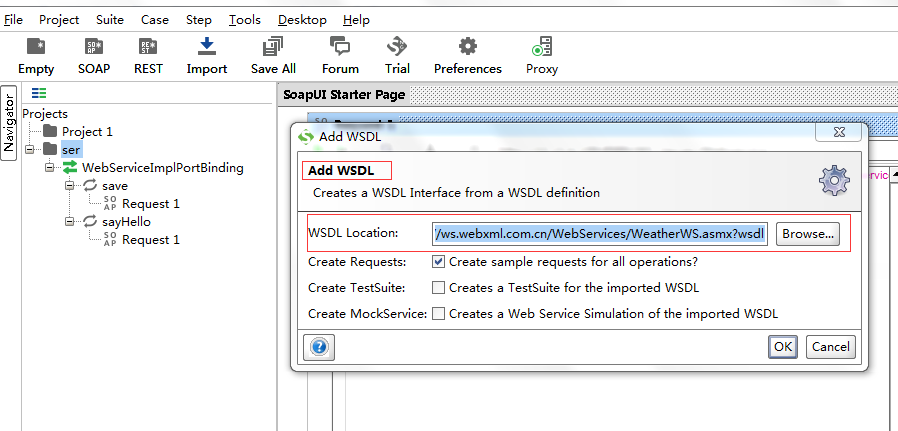 File Project Suite Case Step Tools Desktop Help
Empty SOAP REST Import Save All Forum Trial Preferences Proxy
Navigator
Projects
Project 1
ser
WebServiceImplPortBinding
save
SOAP Request 1
sayHello
SOAP Request 1
SoapUI Starter Page
Add WSDL
Add WSDL
Creates a WSDL Interface from a WSDL definition
WSDL Location: /ws.webxml.com.cn/WebServices/WeatherWS.asmx?wsdl Browse...
Create Requests: Create sample requests for all operations?
Create TestSuite: Creates a TestSuite for the imported WSDL
Create MockService: Creates a Web Service Simulation of the imported WSDL
OK Cancel